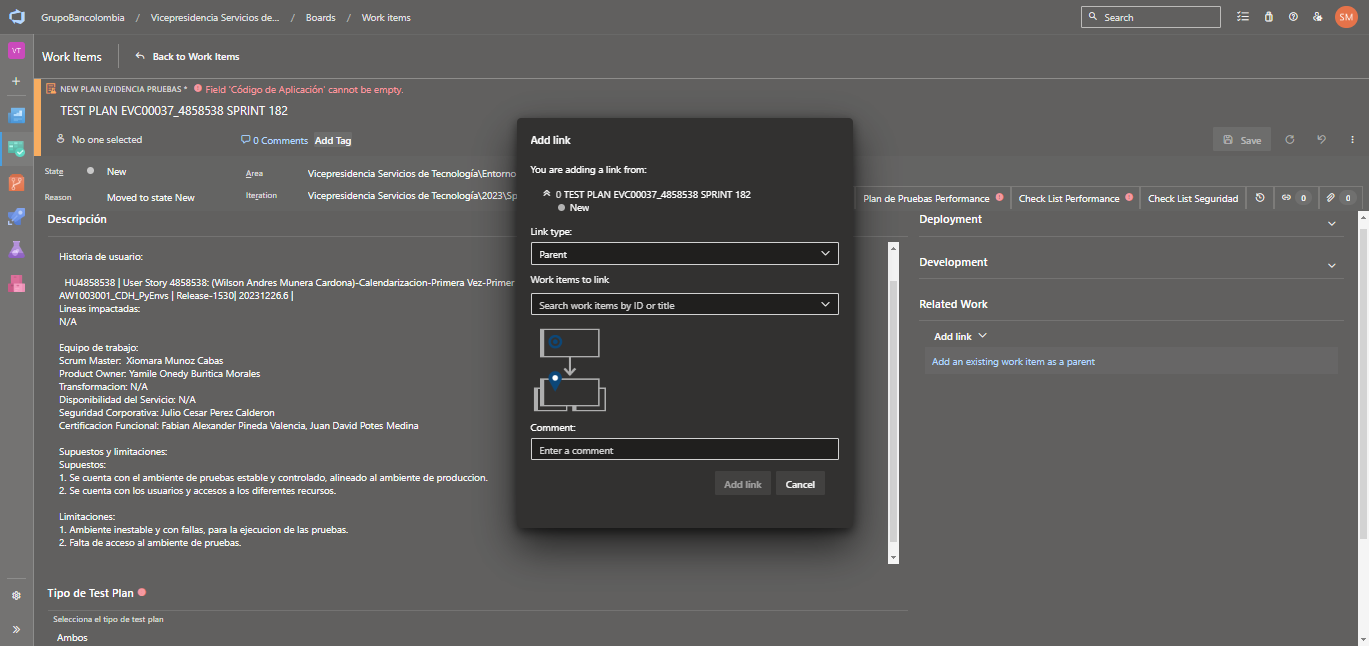 GrupoBancolombia / Vicepresidencia Servicios de... / Boards / Work items
Search
SM
VT
Work Items
Back to Work Items
NEW PLAN EVIDENCIA PRUEBAS * Field 'Código de Aplicación' cannot be empty.
TEST PLAN EVC00037_4858538 SPRINT 182
No one selected
0 Comments
Add Tag
Save
State
New
Area
Vicepresidencia Servicios de Tecnología\Entorno
Reason
Moved to state New
Iteration
Vicepresidencia Servicios de Tecnología\2023\Sp
Plan de Pruebas Performance
Check List Performance
Check List Seguridad
0
0
Descripción
Historia de usuario:
HU4858538 | User Story 4858538: (Wilson Andres Munera Cardona)-Calendarizacion-Primera Vez-Primer
AW1003001_CDH_PyEnvs | Release-1530| 20231226.6 |
Lineas impactadas:
N/A
Equipo de trabajo:
Scrum Master: Xiomara Munoz Cabas
Product Owner: Yamile Onedy Buritica Morales
Transformacion: N/A
Disponibilidad del Servicio: N/A
Seguridad Corporativa: Julio Cesar Perez Calderon
Certificacion Funcional: Fabian Alexander Pineda Valencia, Juan David Potes Medina
Supuestos y limitaciones:
Supuestos:
1. Se cuenta con el ambiente de pruebas estable y controlado, alineado al ambiente de produccion.
2. Se cuenta con los usuarios y accesos a los diferentes recursos.
Limitaciones:
1. Ambiente inestable y con fallas, para la ejecucion de las pruebas.
2. Falta de acceso al ambiente de pruebas.
Tipo de Test Plan
Selecciona el tipo de test plan
Ambos
Add link
You are adding a link from:
0 TEST PLAN EVC00037_4858538 SPRINT 182
New
Link type:
Parent
Work items to link
Search work items by ID or title
Comment:
Enter a comment
Add link
Cancel
Deployment
Development
Related Work
Add link
Add an existing work item as a parent